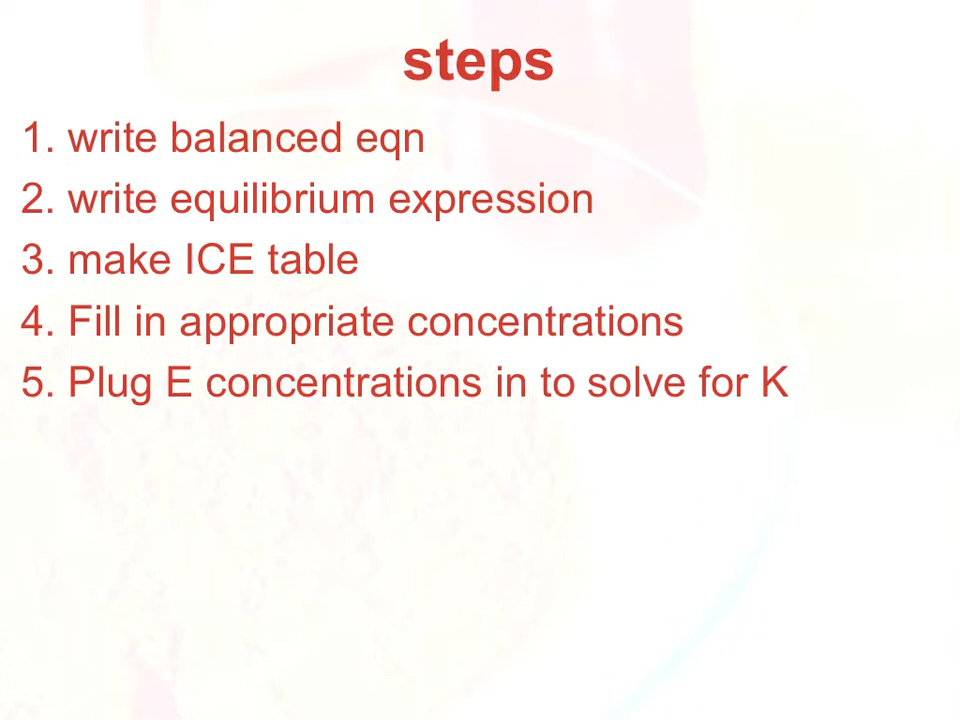 steps
1. write balanced eqn
2. write equilibrium expression
3. make ICE table
4. Fill in appropriate concentrations
5. Plug E concentrations in to solve for K